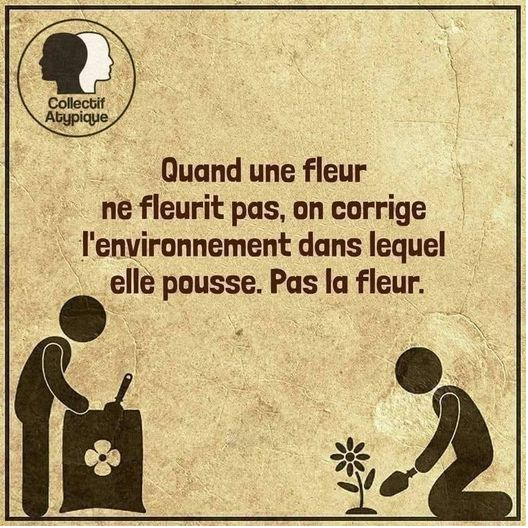 Collectif
Atypique
Quand une fleur
ne fleurit pas, on corrige
l'environnement dans lequel
elle pousse. Pas la fleur.